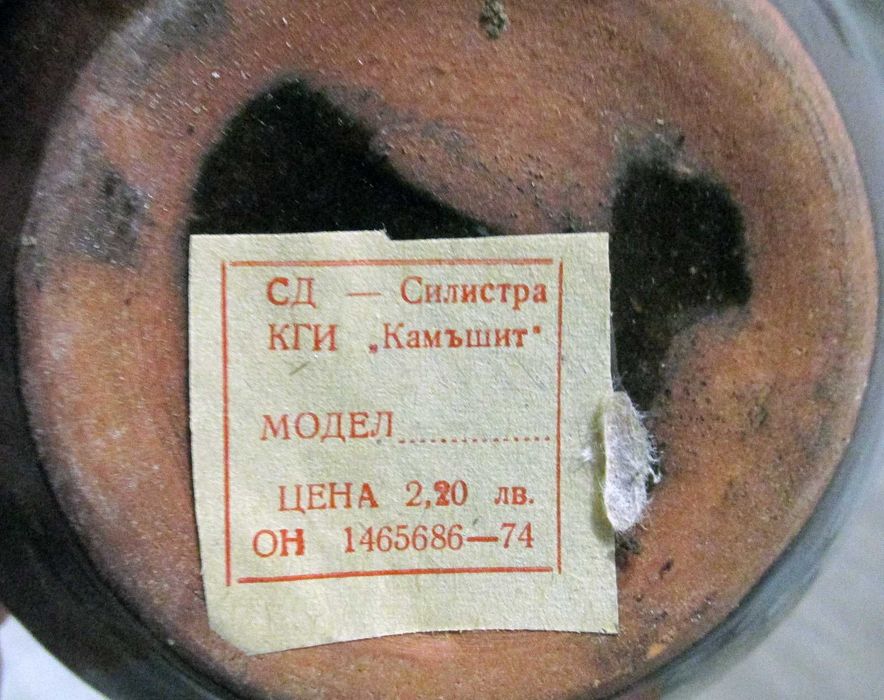 СД — Силистра
КГИ „Камъшит"
МОДЕЛ................
ЦЕНА 2,20 лв.
ОН 1465686—74